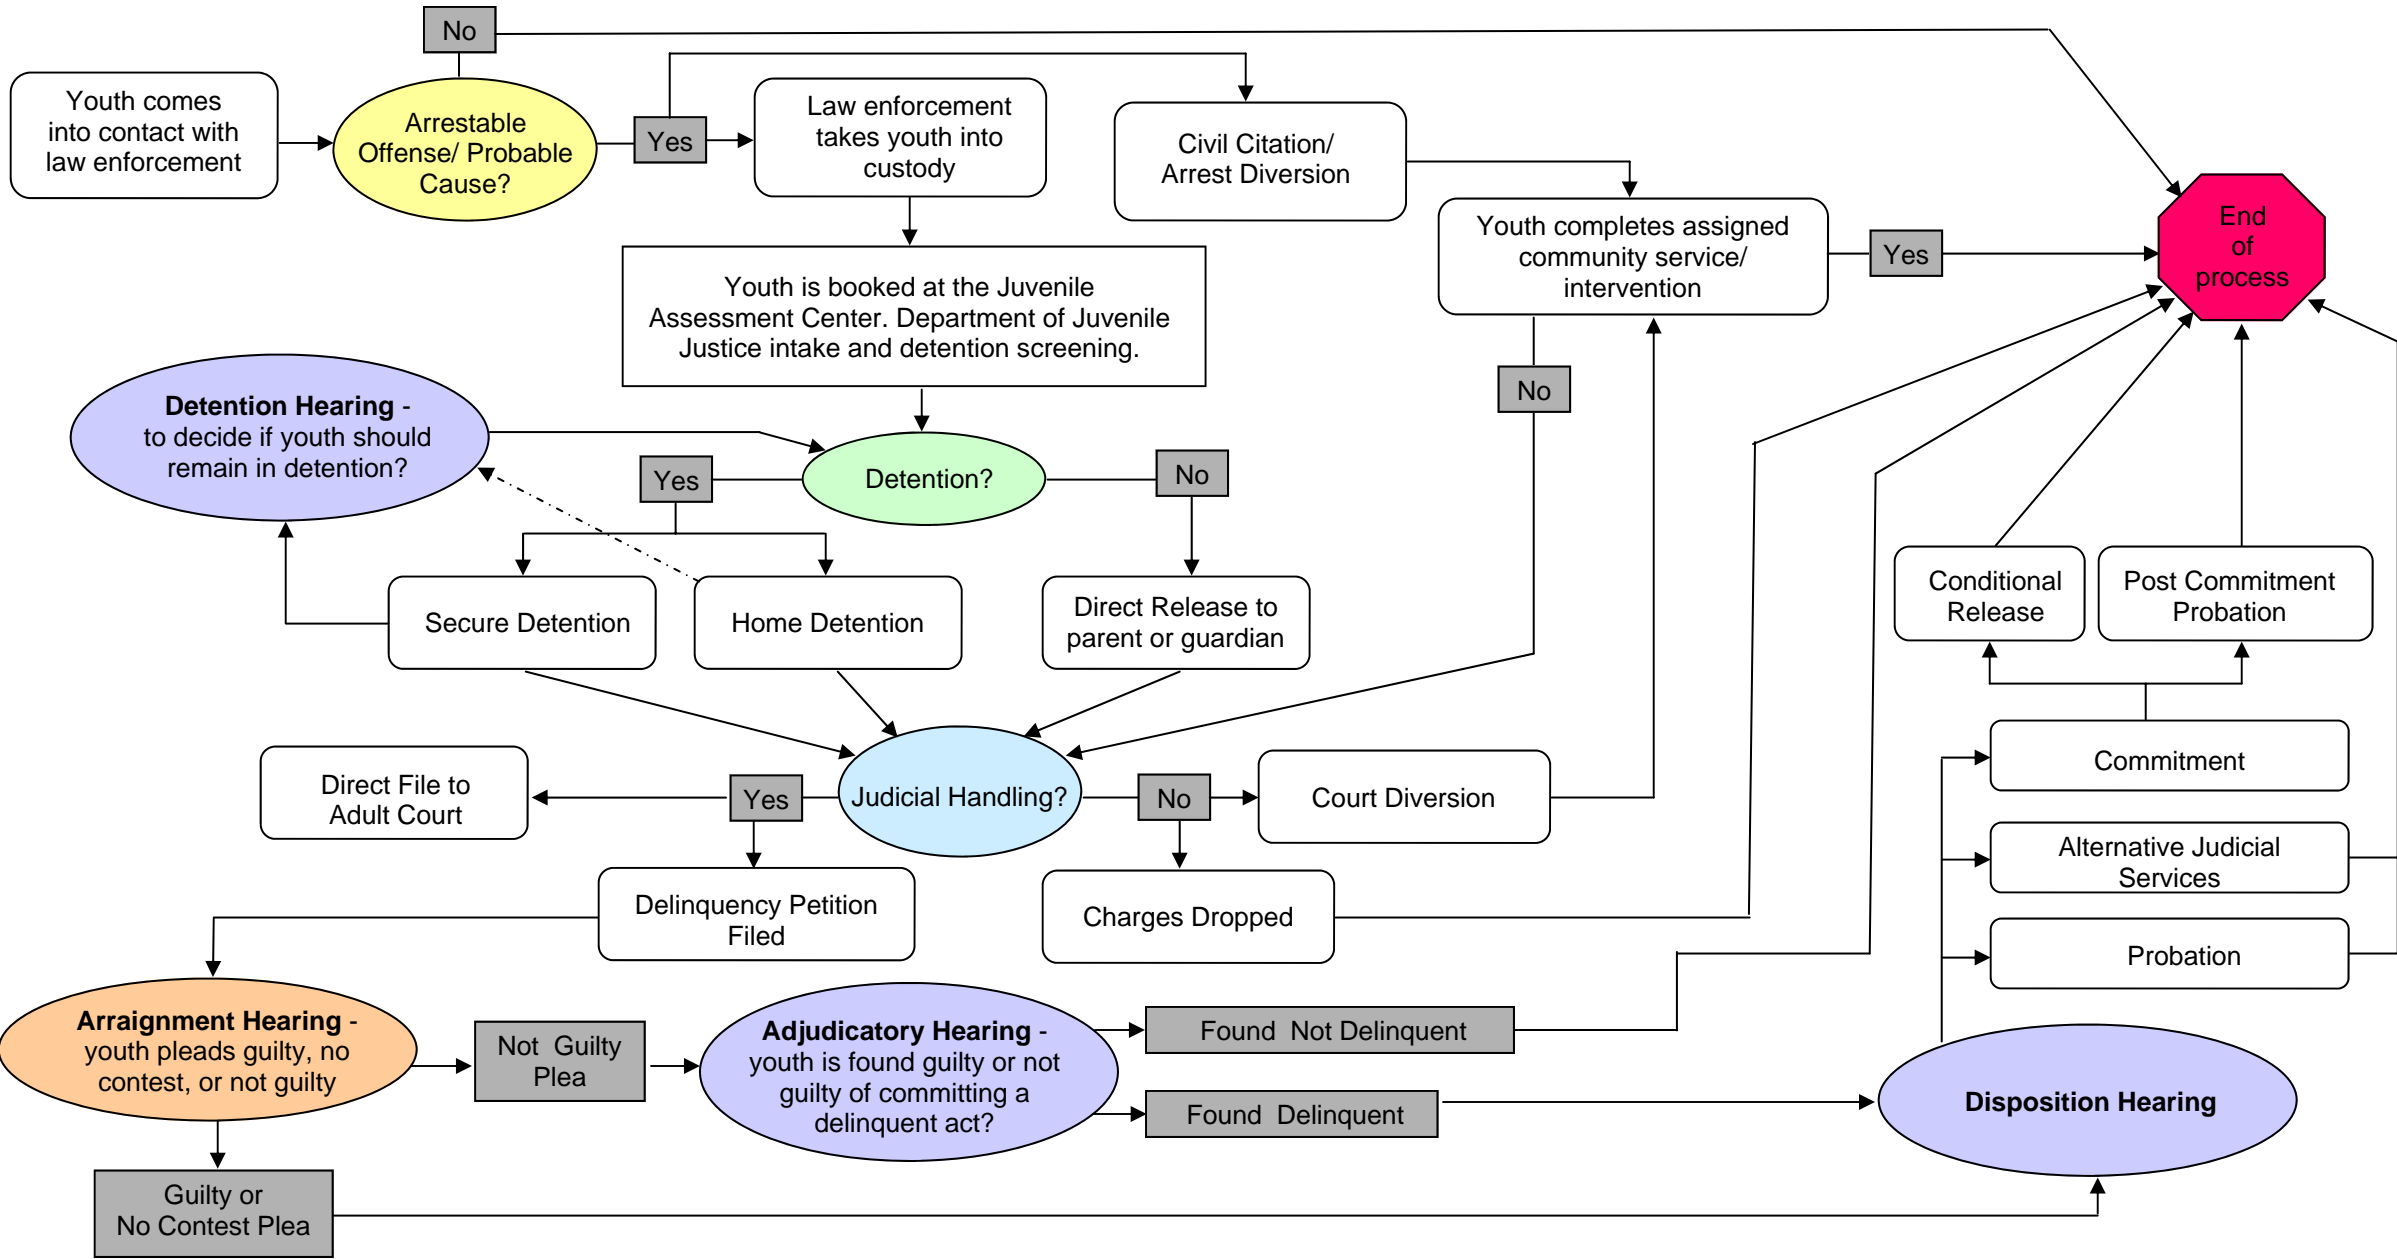 No
Youth comes
into contact with
law enforcement
Arrestable
Offense/ Probable
Cause?
Yes
Law enforcement
takes youth into
custody
Civil Citation/
Arrest Diversion
Youth completes assigned
community service/
intervention
Yes
End
of
process
Youth is booked at the Juvenile
Assessment Center. Department of Juvenile
Justice intake and detention screening.
No
Detention Hearing -
to decide if youth should
remain in detention?
Yes
Detention?
No
Secure Detention
Home Detention
Direct Release to
parent or guardian
Conditional
Release
Post Commitment
Probation
Direct File to
Adult Court
Yes
Judicial Handling?
No
Court Diversion
Commitment
Alternative Judicial
Services
Delinquency Petition
Filed
Charges Dropped
Probation
Arraignment Hearing -
youth pleads guilty, no
contest, or not guilty
Not Guilty
Plea
Adjudicatory Hearing -
youth is found guilty or not
guilty of committing a
delinquent act?
Found Not Delinquent
Found Delinquent
Disposition Hearing
Guilty or
No Contest Plea